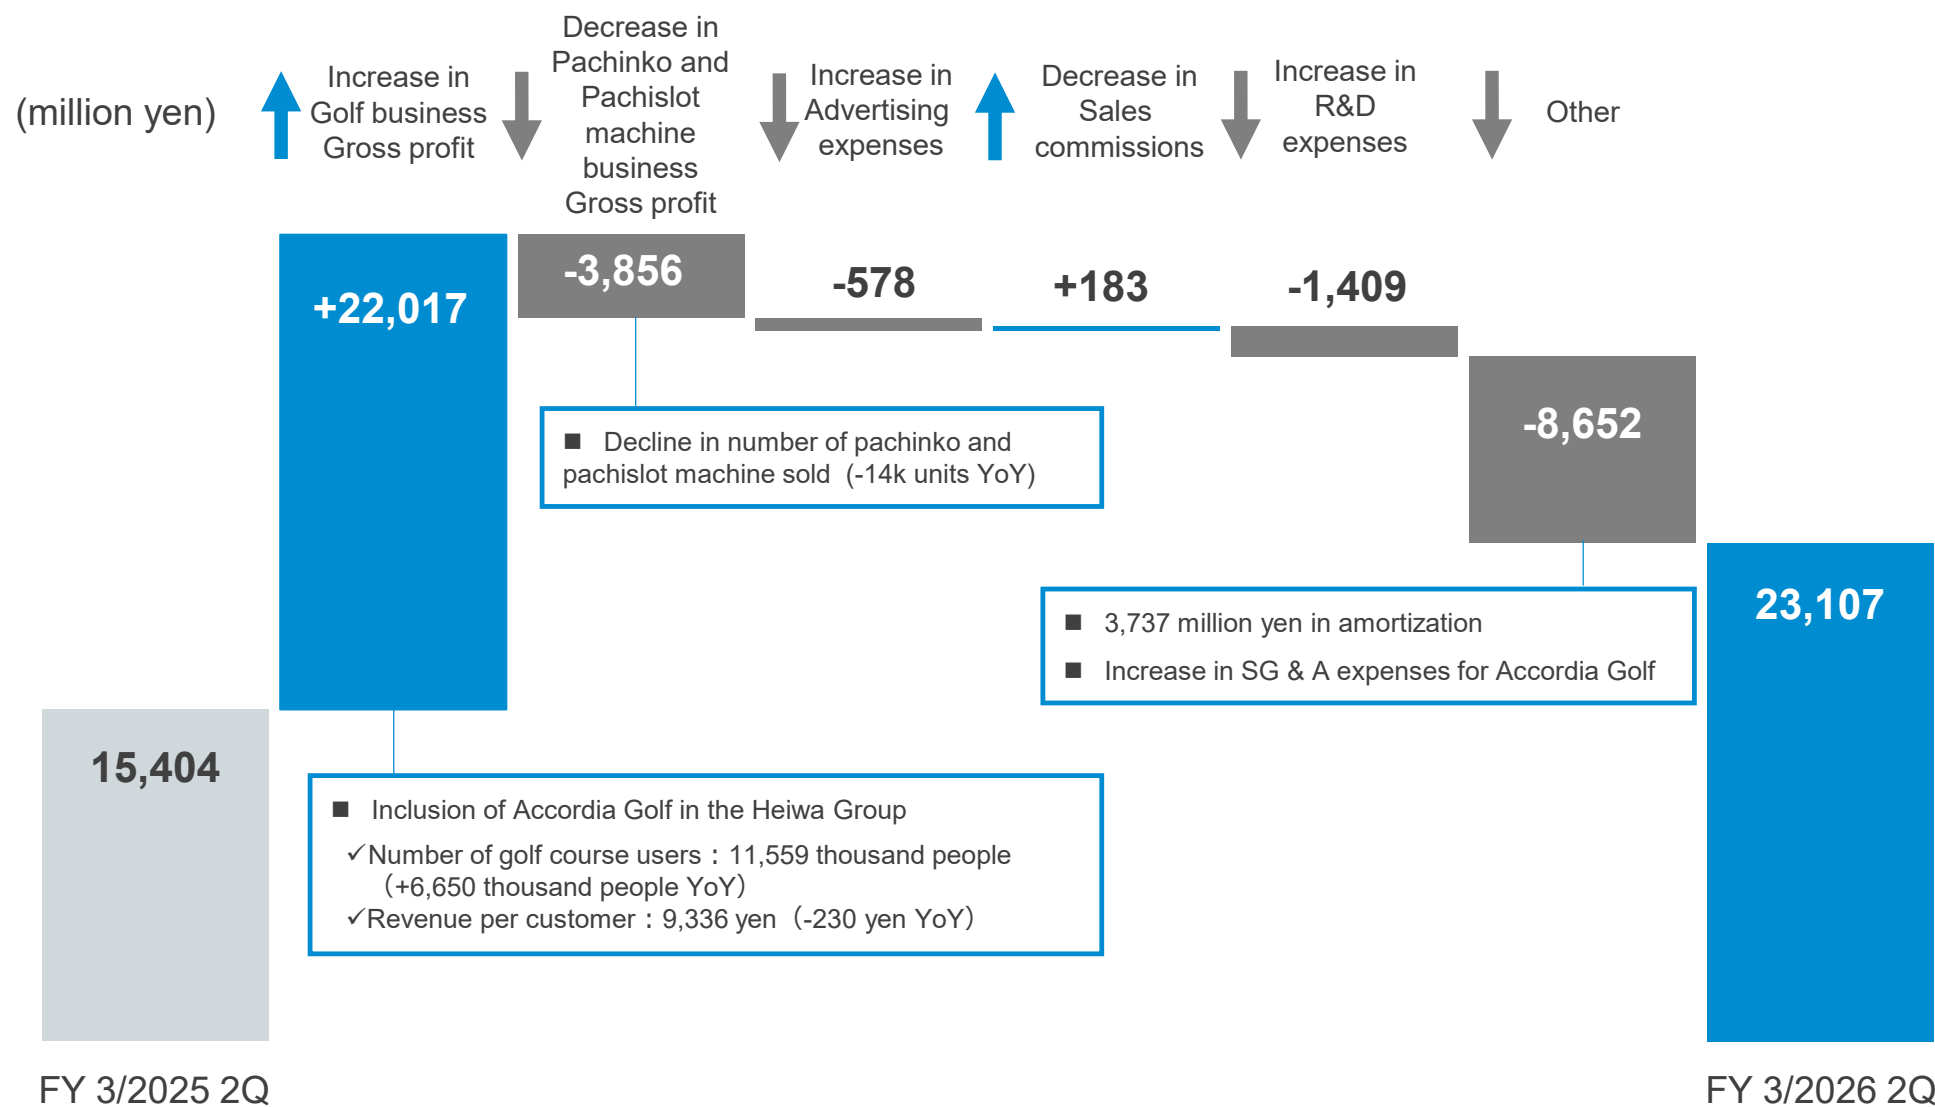 (million yen)
Increase in
Golf business
Gross profit
Decrease in
Pachinko and
Pachislot
machine
business
Gross profit
Increase in
Advertising
expenses
Decrease in
Sales
commissions
Increase in
R&D
expenses
Other
+22,017
-3,856
-578
+183
-1,409
-8,652
■ Decline in number of pachinko and
pachislot machine sold (-14k units YoY)
■ 3,737 million yen in amortization
■ Increase in SG & A expenses for Accordia Golf
23,107
15,404
■ Inclusion of Accordia Golf in the Heiwa Group
✓Number of golf course users：11,559 thousand people
（+6,650 thousand people YoY）
✓Revenue per customer：9,336 yen（-230 yen YoY）
FY 3/2025 2Q
FY 3/2026 2Q